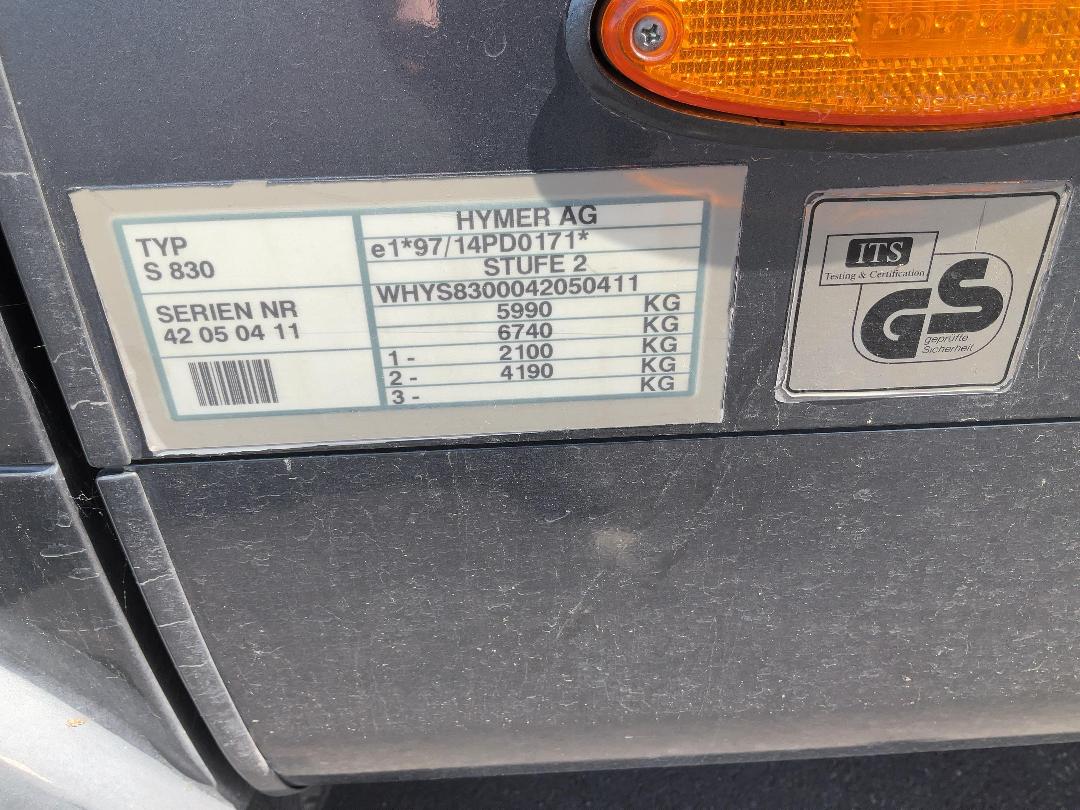 TYP
S 830
SERIEN NR
42 05 04 11
HYMER AG
e1*97/14PD0171*
STUFE 2
WHYS8300042050411
5990 KG
6740 KG
1 - 2100 KG
2 - 4190 KG
3 - KG
ITS
Testing & Certification
GS
geprüfte
Sicherheit